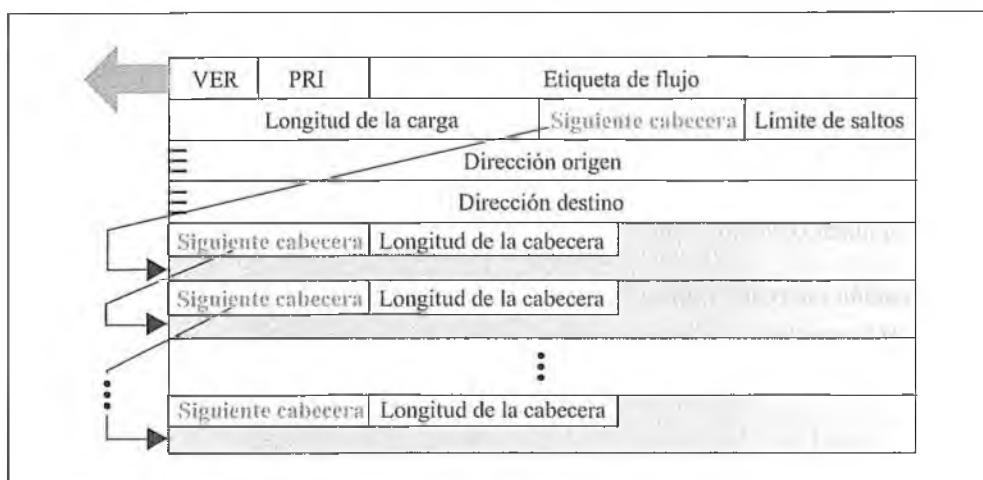 VER PRI Etiqueta de flujo
Longitud de la carga Siguiente cabecera Límite de saltos
Dirección origen
Dirección destino
Siguiente cabecera Longitud de la cabecera
Siguiente cabecera Longitud de la cabecera
Siguiente cabecera Longitud de la cabecera